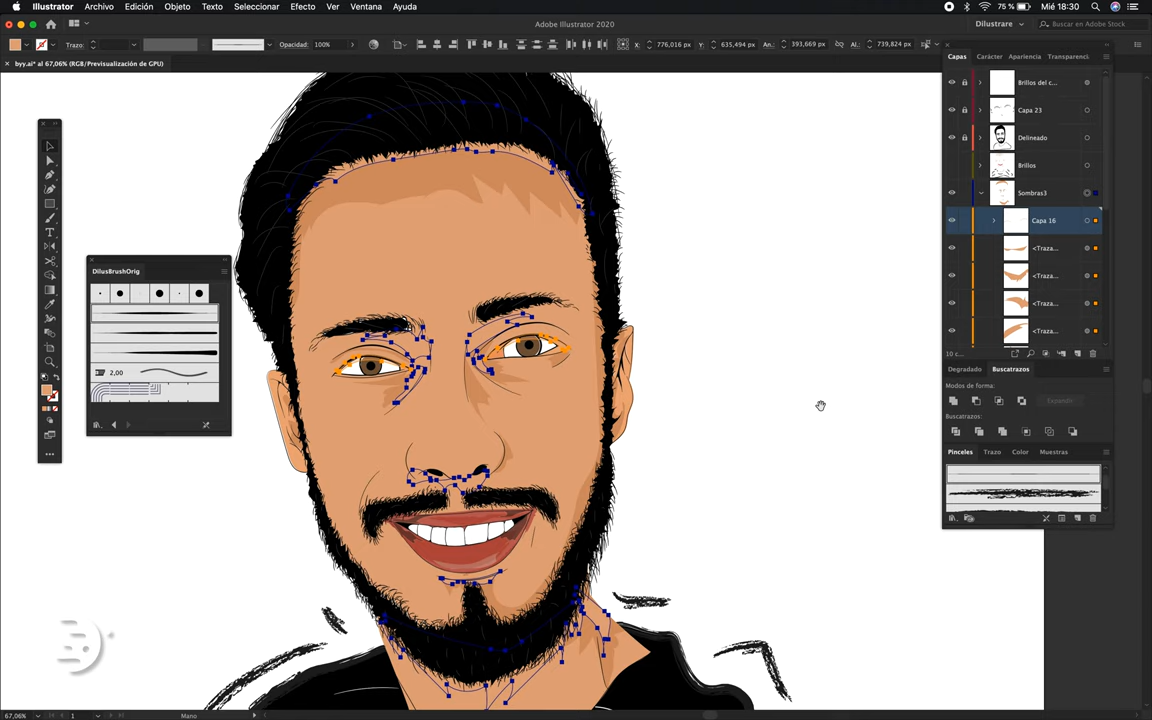 Illustrator Archivo Edición Objeto Texto Seleccionar Efecto Ver Ventana Ayuda
75 % Mié 18:30
Adobe Illustrator 2020
Dilustrare
Buscar en Adobe Stock
Trazo:
Opacidad: 100%
X: 776,016 px Y: 635,494 px An.: 393,669 px Al.: 739,824 px
byy.ai* al 67,06% (RGB/Previsualización de GPU)
Capas Carácter Apariencia Transparenci
Brillos del c...
Capa 23
Delineado
Brillos
Sombras3
Capa 16
<Traza...
<Traza...
<Traza...
<Traza...
10 c...
DilusBrushOrig
2,00
Degradado Buscatrazos
Modos de forma:
Expandir
Buscatrazos:
Pinceles Trazo Color Muestras
67,06% 1 Mano